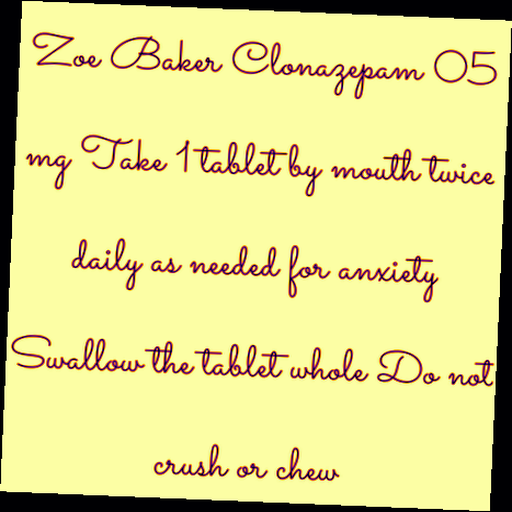 Zoe Baker Clonazepam 05
mg Take 1 tablet by mouth twice
daily as needed for anxiety
Swallow the tablet whole Do not
crush or chew